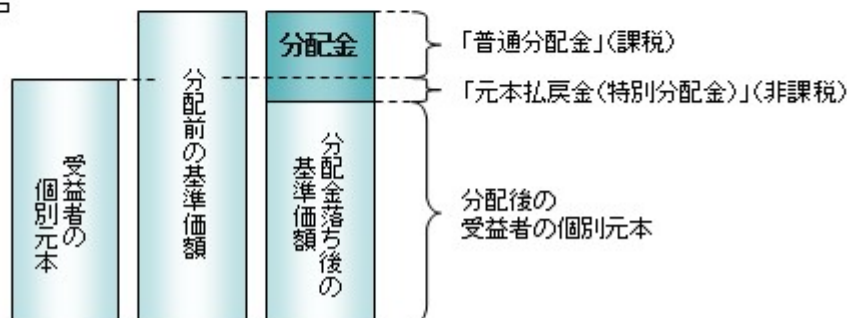 分配金
「普通分配金」(課税)
「元本払戻金(特別分配金)」(非課税)
受益者の
個別元本
分配前の基準価額
分配金落ち後の
基準価額
分配後の
受益者の個別元本